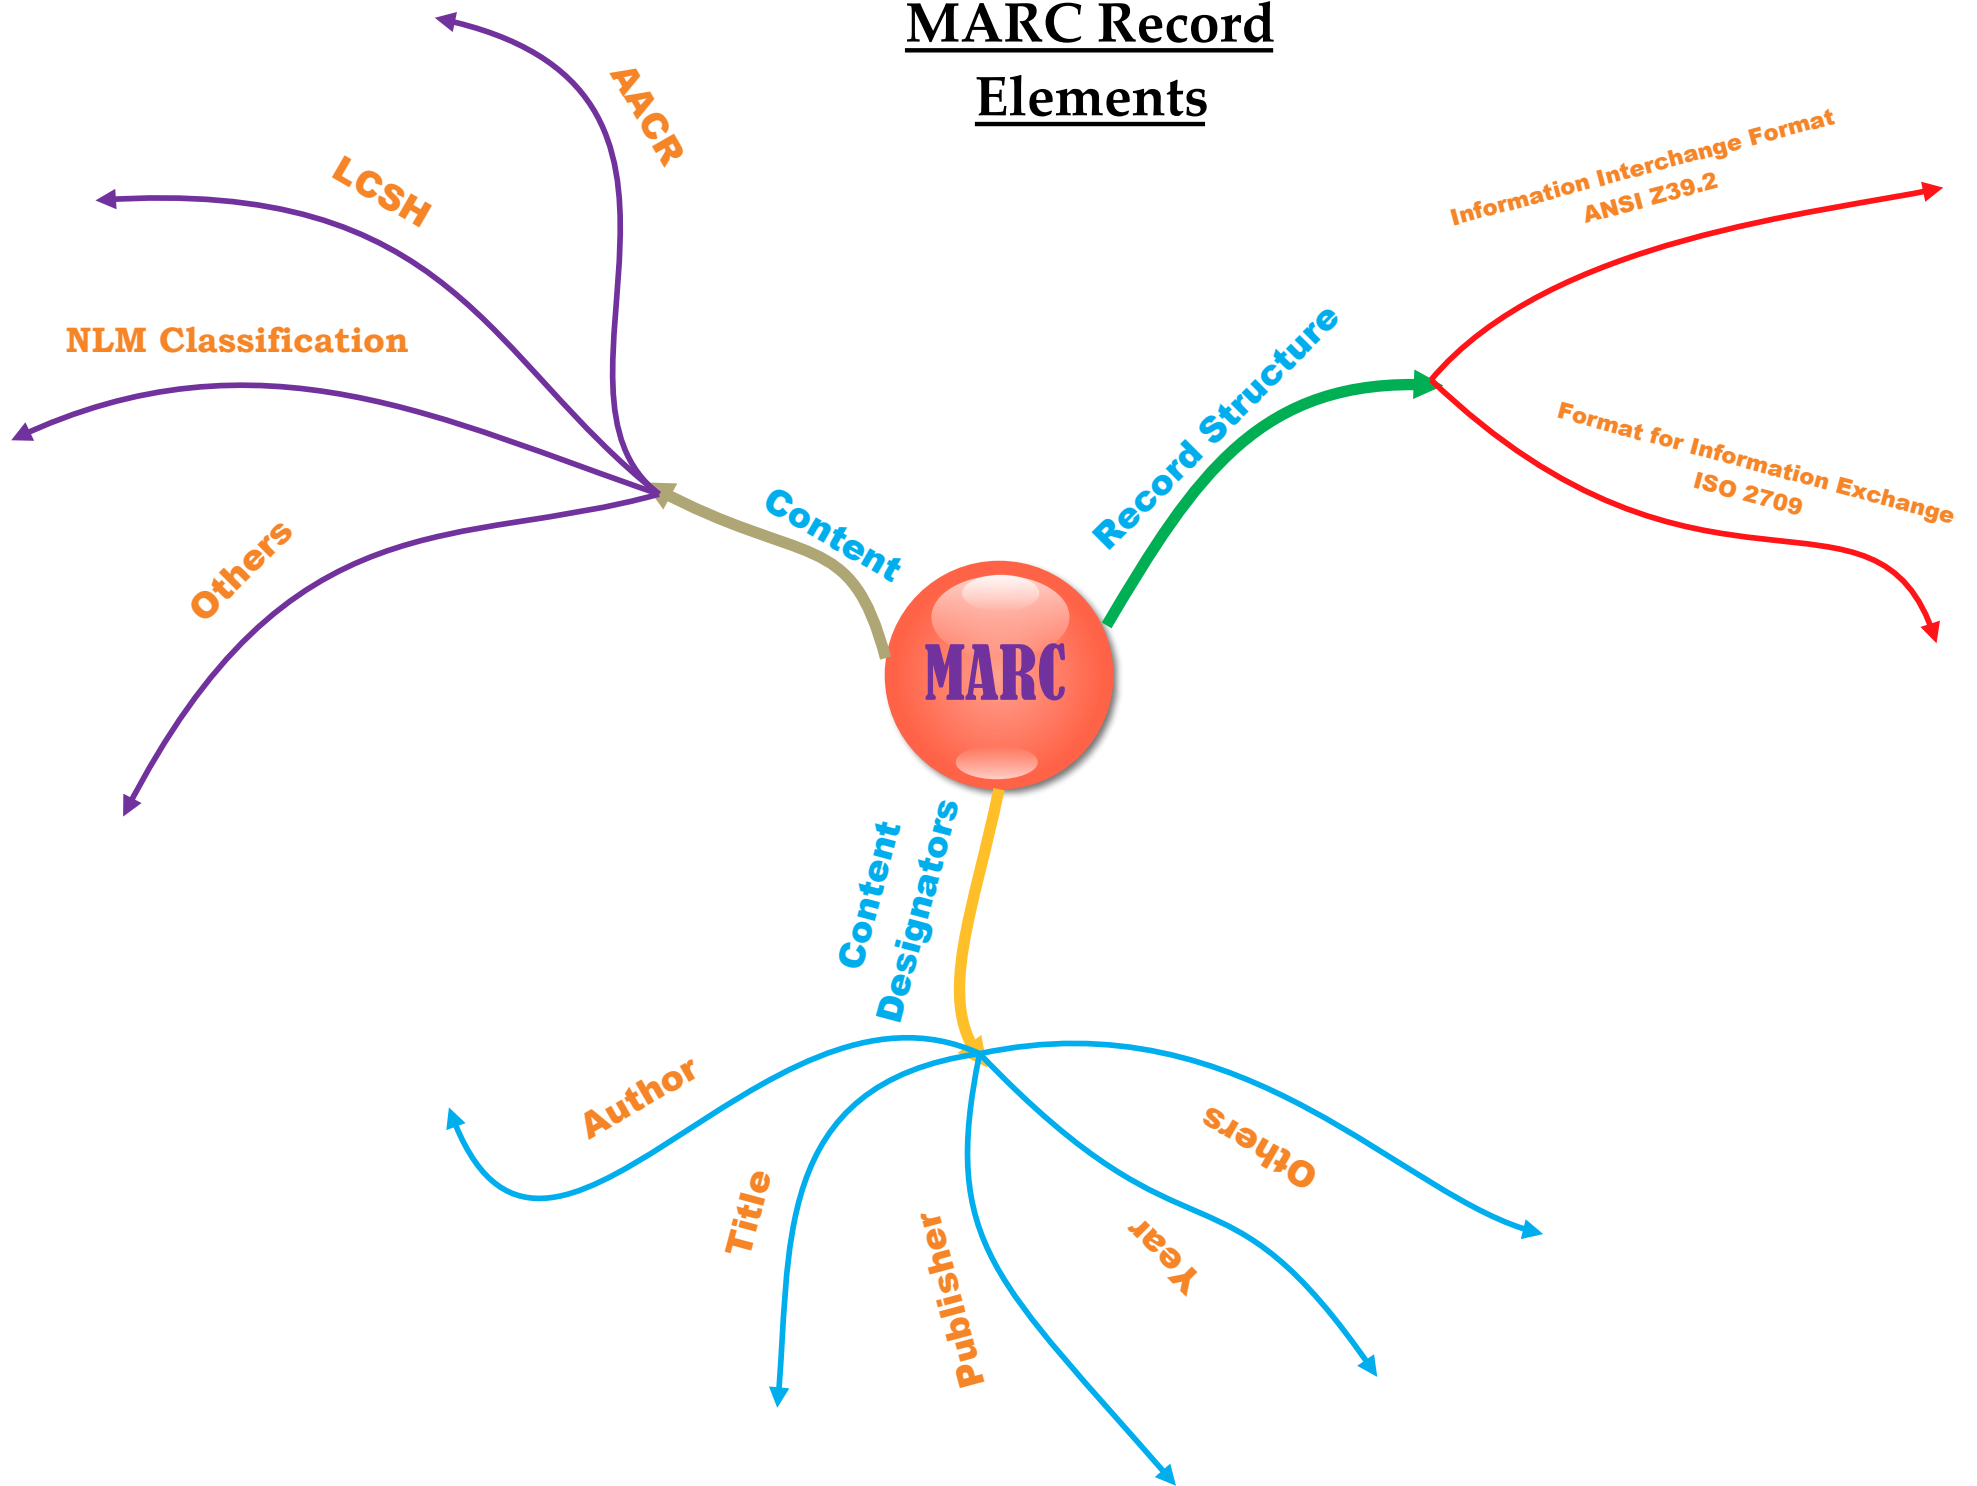 MARC Record
Elements
AACR
LCSH
NLM Classification
Others
Content
MARC
Record Structure
Information Interchange Format
ANSI Z39.2
Format for Information Exchange
ISO 2709
Content
Designators
Author
Title
Publisher
Year
Others